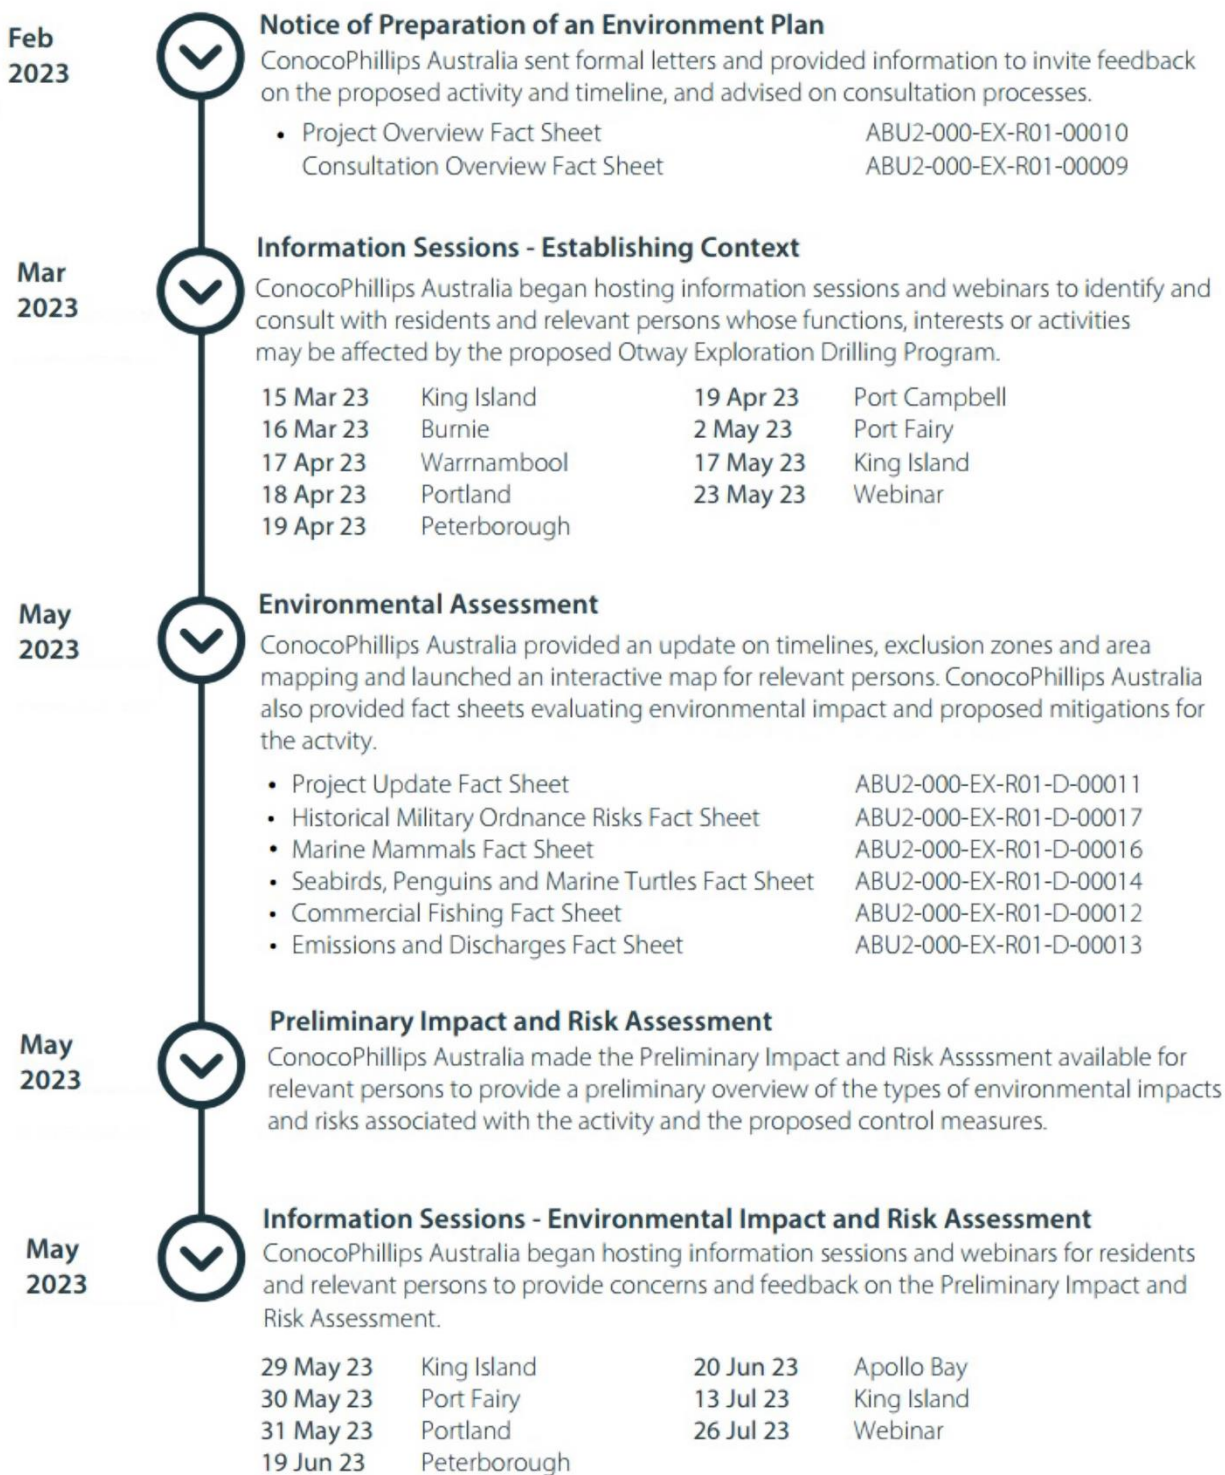 Feb
2023
Notice of Preparation of an Environment Plan
ConocoPhillips Australia sent formal letters and provided information to invite feedback
on the proposed activity and timeline, and advised on consultation processes.
• Project Overview Fact Sheet ABU2-000-EX-R01-00010
Consultation Overview Fact Sheet ABU2-000-EX-R01-00009
Mar
2023
Information Sessions - Establishing Context
ConocoPhillips Australia began hosting information sessions and webinars to identify and
consult with residents and relevant persons whose functions, interests or activities
may be affected by the proposed Otway Exploration Drilling Program.
15 Mar 23 King Island 19 Apr 23 Port Campbell
16 Mar 23 Burnie 2 May 23 Port Fairy
17 Apr 23 Warrnambool 17 May 23 King Island
18 Apr 23 Portland 23 May 23 Webinar
19 Apr 23 Peterborough
May
2023
Environmental Assessment
ConocoPhillips Australia provided an update on timelines, exclusion zones and area
mapping and launched an interactive map for relevant persons. ConocoPhillips Australia
also provided fact sheets evaluating environmental impact and proposed mitigations for
the actvity.
• Project Update Fact Sheet ABU2-000-EX-R01-D-00011
• Historical Military Ordnance Risks Fact Sheet ABU2-000-EX-R01-D-00017
• Marine Mammals Fact Sheet ABU2-000-EX-R01-D-00016
• Seabirds, Penguins and Marine Turtles Fact Sheet ABU2-000-EX-R01-D-00014
• Commercial Fishing Fact Sheet ABU2-000-EX-R01-D-00012
• Emissions and Discharges Fact Sheet ABU2-000-EX-R01-D-00013
May
2023
Preliminary Impact and Risk Assessment
ConocoPhillips Australia made the Preliminary Impact and Risk Asssssment available for
relevant persons to provide a preliminary overview of the types of environmental impacts
and risks associated with the activity and the proposed control measures.
May
2023
Information Sessions - Environmental Impact and Risk Assessment
ConocoPhillips Australia began hosting information sessions and webinars for residents
and relevant persons to provide concerns and feedback on the Preliminary Impact and
Risk Assessment.
29 May 23 King Island 20 Jun 23 Apollo Bay
30 May 23 Port Fairy 13 Jul 23 King Island
31 May 23 Portland 26 Jul 23 Webinar
19 Jun 23 Peterborough